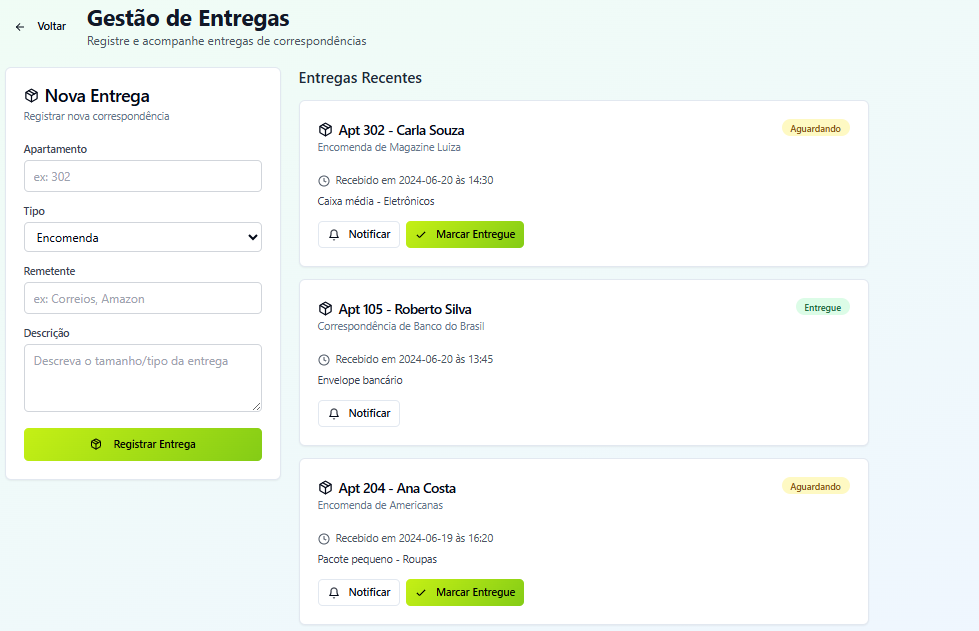 Voltar
Gestão de Entregas
Registre e acompanhe entregas de correspondências
Nova Entrega
Registrar nova correspondência
Apartamento
ex: 302
Tipo
Encomenda
Remetente
ex: Correios, Amazon
Descrição
Descreva o tamanho/tipo da entrega
Registrar Entrega
Entregas Recentes
Apt 302 - Carla Souza
Aguardando
Encomenda de Magazine Luiza
Recebido em 2024-06-20 às 14:30
Caixa média - Eletrônicos
Notificar
Marcar Entregue
Apt 105 - Roberto Silva
Entregue
Correspondência de Banco do Brasil
Recebido em 2024-06-20 às 13:45
Envelope bancário
Notificar
Apt 204 - Ana Costa
Aguardando
Encomenda de Americanas
Recebido em 2024-06-19 às 16:20
Pacote pequeno - Roupas
Notificar
Marcar Entregue